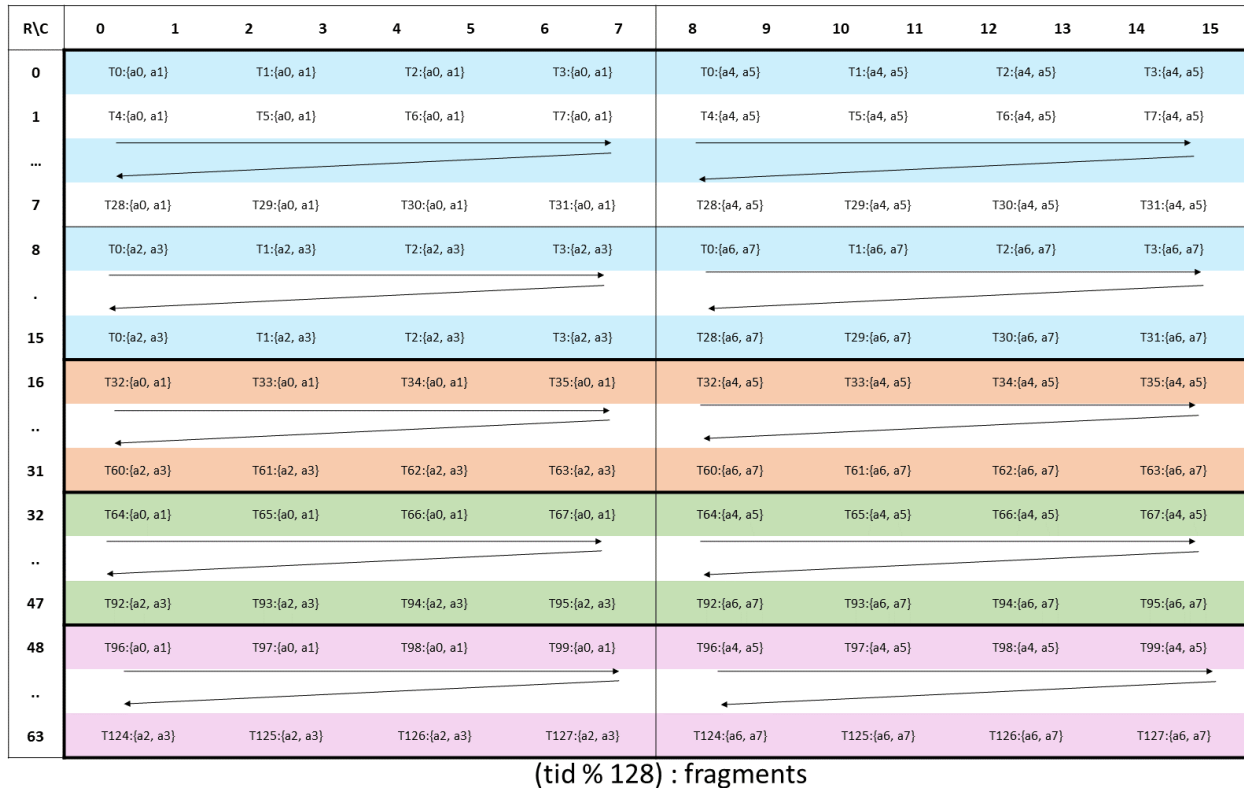 R\C 0 1 2 3 4 5 6 7 8 9 10 11 12 13 14 15
0 T0:{a0, a1} T1:{a0, a1} T2:{a0, a1} T3:{a0, a1} T0:{a4, a5} T1:{a4, a5} T2:{a4, a5} T3:{a4, a5}
1 T4:{a0, a1} T5:{a0, a1} T6:{a0, a1} T7:{a0, a1} T4:{a4, a5} T5:{a4, a5} T6:{a4, a5} T7:{a4, a5}
...
7 T28:{a0, a1} T29:{a0, a1} T30:{a0, a1} T31:{a0, a1} T28:{a4, a5} T29:{a4, a5} T30:{a4, a5} T31:{a4, a5}
8 T0:{a2, a3} T1:{a2, a3} T2:{a2, a3} T3:{a2, a3} T0:{a6, a7} T1:{a6, a7} T2:{a6, a7} T3:{a6, a7}
.
15 T0:{a2, a3} T1:{a2, a3} T2:{a2, a3} T3:{a2, a3} T28:{a6, a7} T29:{a6, a7} T30:{a6, a7} T31:{a6, a7}
16 T32:{a0, a1} T33:{a0, a1} T34:{a0, a1} T35:{a0, a1} T32:{a4, a5} T33:{a4, a5} T34:{a4, a5} T35:{a4, a5}
..
31 T60:{a2, a3} T61:{a2, a3} T62:{a2, a3} T63:{a2, a3} T60:{a6, a7} T61:{a6, a7} T62:{a6, a7} T63:{a6, a7}
32 T64:{a0, a1} T65:{a0, a1} T66:{a0, a1} T67:{a0, a1} T64:{a4, a5} T65:{a4, a5} T66:{a4, a5} T67:{a4, a5}
..
47 T92:{a2, a3} T93:{a2, a3} T94:{a2, a3} T95:{a2, a3} T92:{a6, a7} T93:{a6, a7} T94:{a6, a7} T95:{a6, a7}
48 T96:{a0, a1} T97:{a0, a1} T98:{a0, a1} T99:{a0, a1} T96:{a4, a5} T97:{a4, a5} T98:{a4, a5} T99:{a4, a5}
..
63 T124:{a2, a3} T125:{a2, a3} T126:{a2, a3} T127:{a2, a3} T124:{a6, a7} T125:{a6, a7} T126:{a6, a7} T127:{a6, a7}
(tid % 128) : fragments